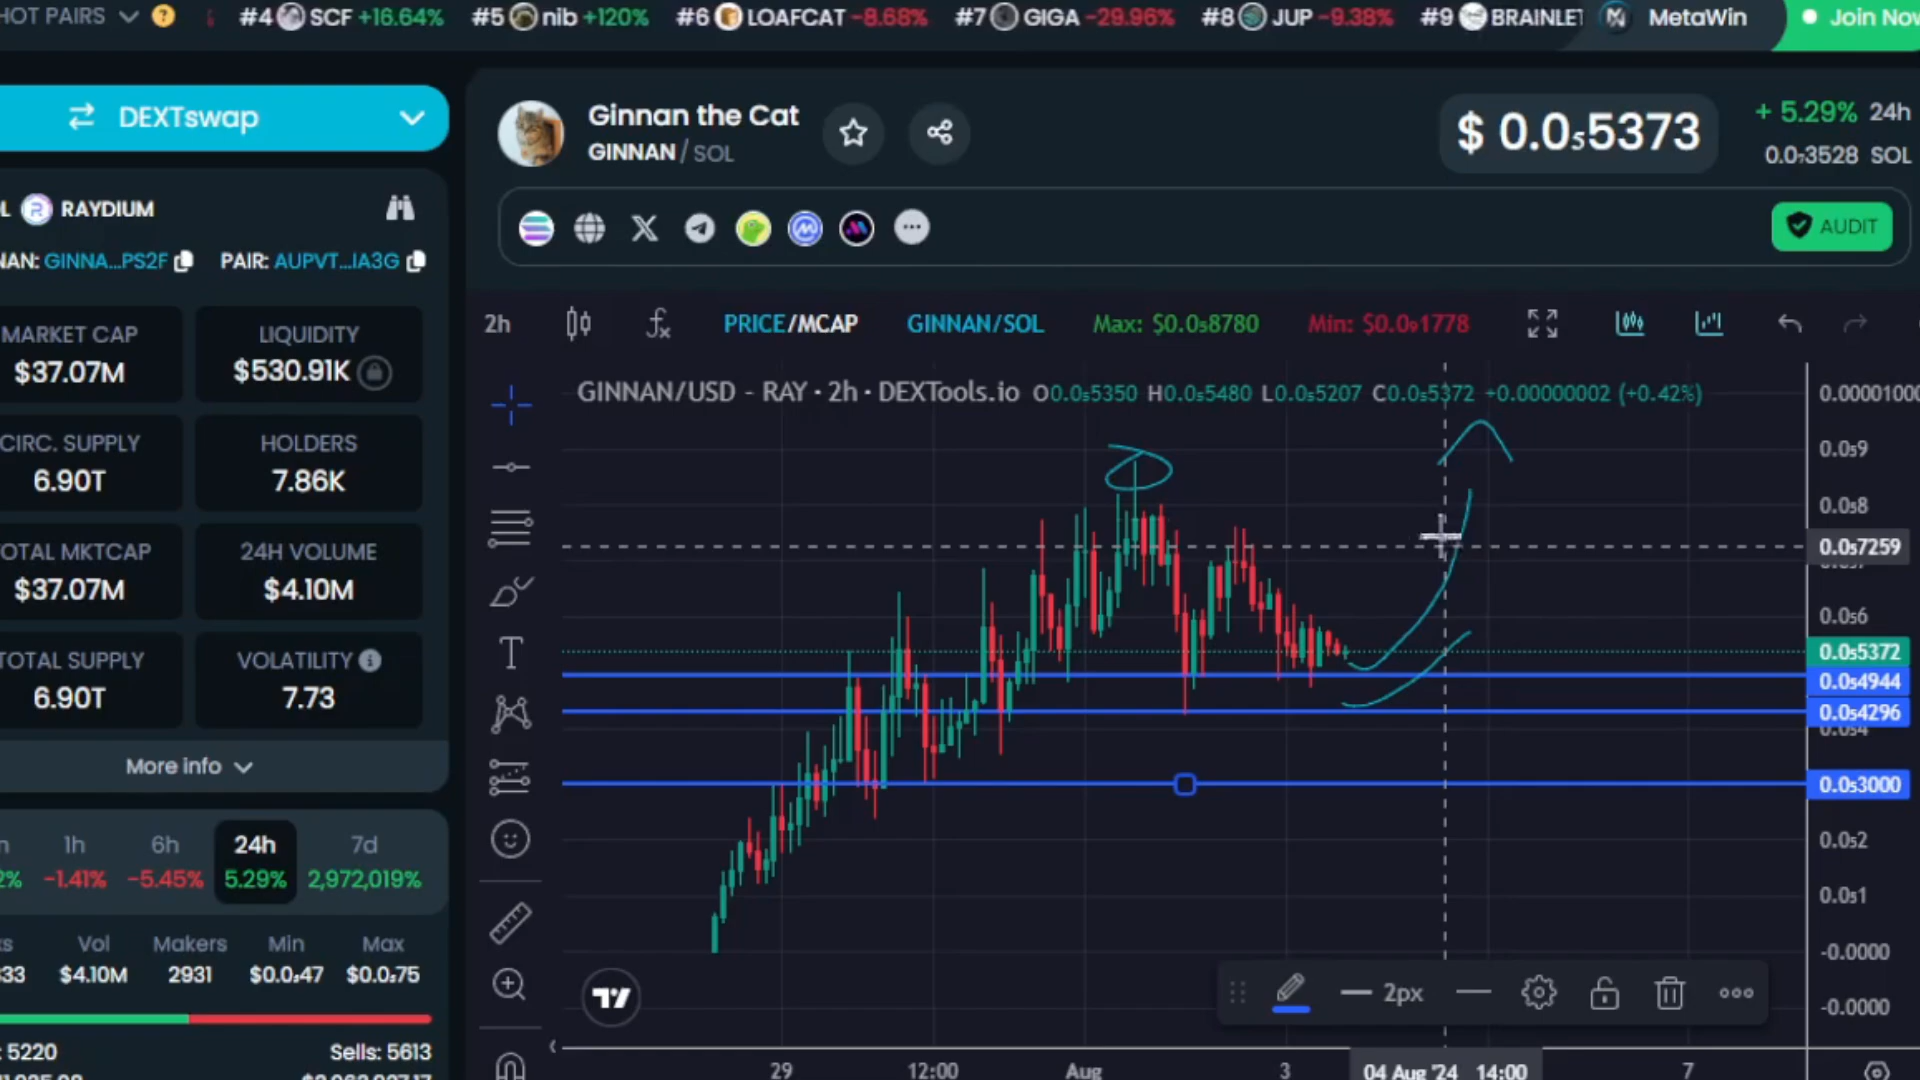 HOT PAIRS ? #4 SCF +16.64% #5 nib +120% #6 LOAFCAT -8.68% #7 GIGA -29.96% #8 JUP -9.38% #9 BRAINLET MetaWin Join Now
DEXTswap
RAYDIUM
GINNA...PS2F PAIR: AUPVT...IA3G
MARKET CAP LIQUIDITY
$37.07M $530.91K
CIRC. SUPPLY HOLDERS
6.90T 7.86K
TOTAL MKTCAP 24H VOLUME
$37.07M $4.10M
TOTAL SUPPLY VOLATILITY
6.90T 7.73
More info
1h 6h 24h 7d
-1.41% -5.45% 5.29% 2,972,019%
Vol Makers Min Max
$4.10M 2931 $0.0₅47 $0.0₅75
5220 Sells: 5613
Ginnan the Cat
GINNAN / SOL
$ 0.0₅5373
+ 5.29% 24h
0.0₇3528 SOL
AUDIT
2h fx PRICE/MCAP GINNAN/SOL Max: $0.0₅8780 Min: $0.0₉1778
GINNAN/USD - RAY · 2h · DEXTools.io O0.0₅5350 H0.0₅5480 L0.0₅5207 C0.0₅5372 +0.00000002 (+0.42%)
0.00001000
0.0₅9
0.0₅8
0.0₅7259
0.0₅6
0.0₅5372
0.0₅4944
0.0₅4296
0.0₅3000
0.0₅2
0.0₅1
-0.0000
-0.0000
2px
29 12:00 Aug 3 04 Aug '24 14:00 7